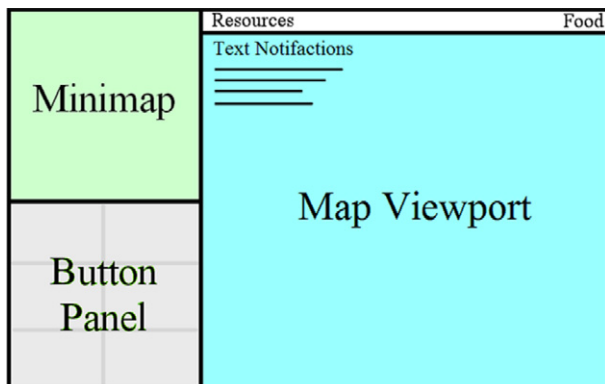 Resources Food
Text Notifactions
Minimap
Map Viewport
Button
Panel